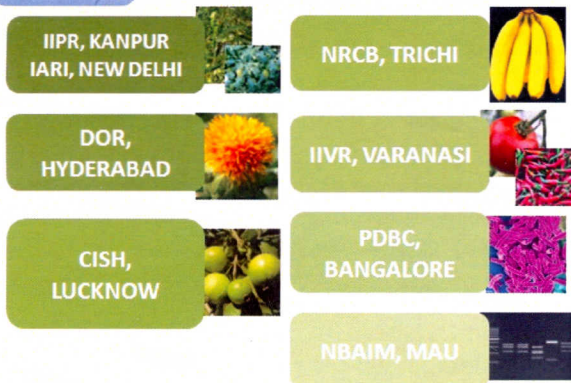 IIPR, KANPUR
IARI, NEW DELHI
DOR,
HYDERABAD
CISH,
LUCKNOW
NRCB, TRICHI
IIVR, VARANASI
PDBC,
BANGALORE
NBAIM, MAU